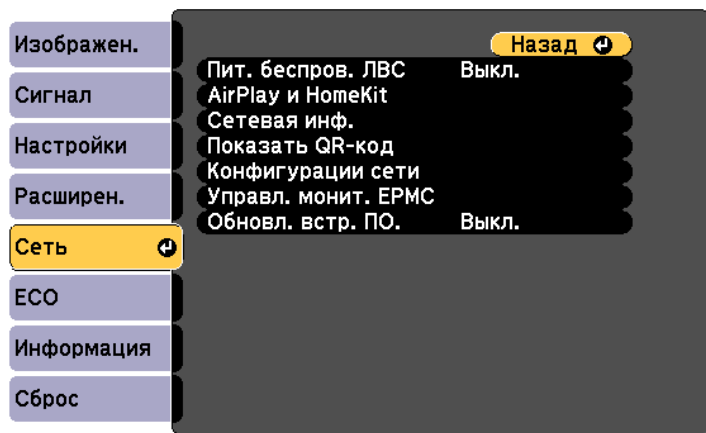 Изображен.
Сигнал
Настройки
Расширен.
Сеть
ECO
Информация
Сброс
Назад
Пит. беспров. ЛВС Выкл.
AirPlay и HomeKit
Сетевая инф.
Показать QR-код
Конфигурации сети
Управл. монит. EPMC
Обновл. встр. ПО. Выкл.